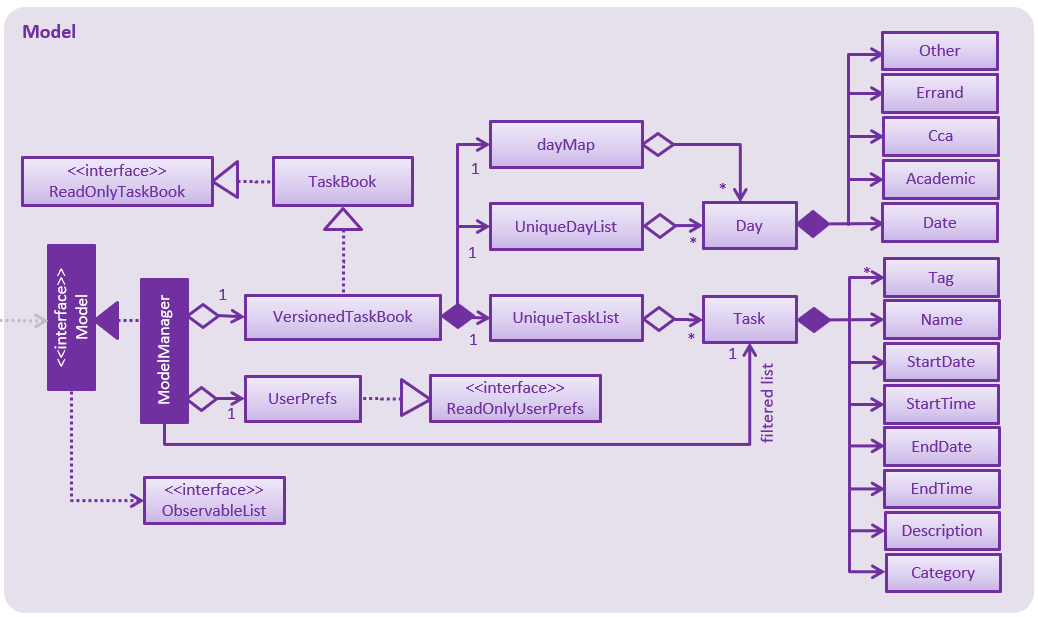 Model
<<interface>>
ReadOnlyTaskBook
TaskBook
<<interface>>
Model
ModelManager
1
VersionedTaskBook
1
UserPrefs
<<interface>>
ReadOnlyUserPrefs
<<interface>>
ObservableList
1
dayMap
*
1
UniqueDayList
*
Day
1
UniqueTaskList
*
Task
1
filtered list
Other
Errand
Cca
Academic
Date
*
Tag
Name
StartDate
StartTime
EndDate
EndTime
Description
Category